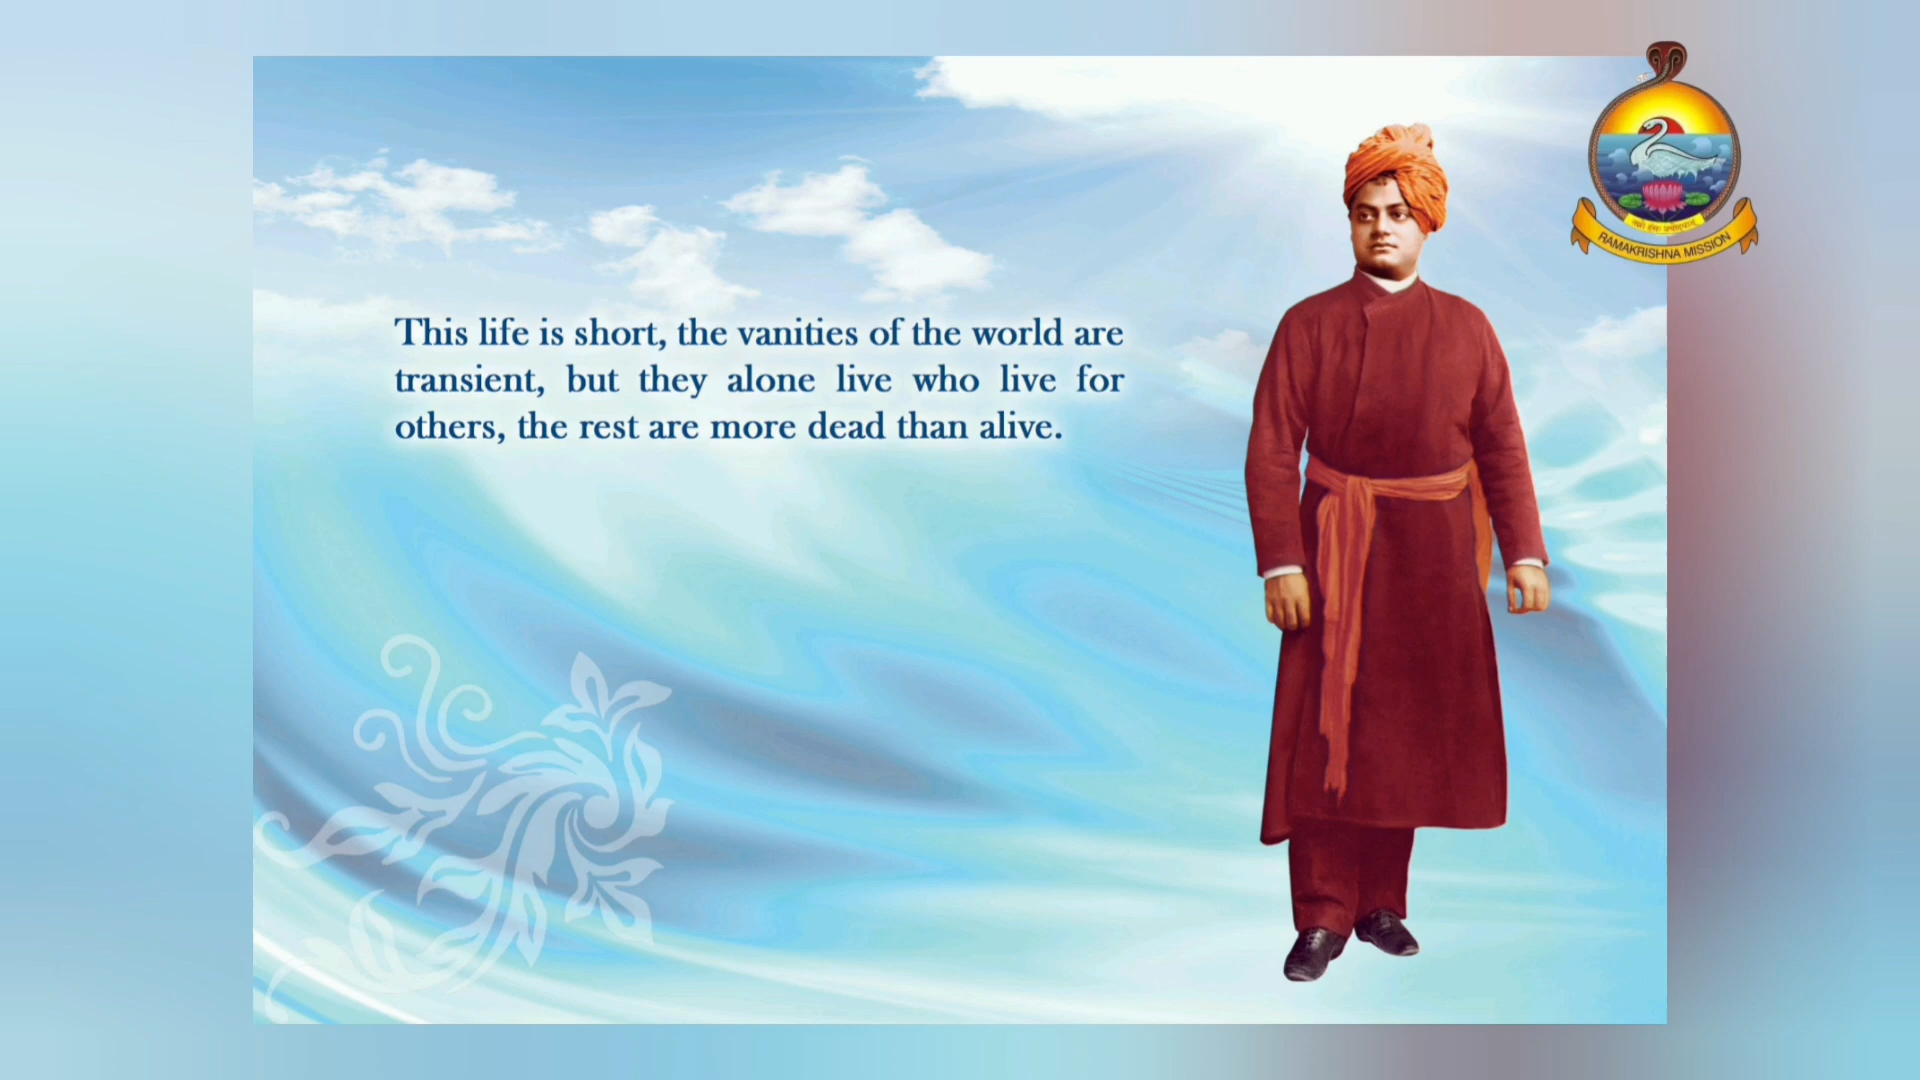 This life is short, the vanities of the world are
transient, but they alone live who live for
others, the rest are more dead than alive.
RAMAKRISHNA MISSION